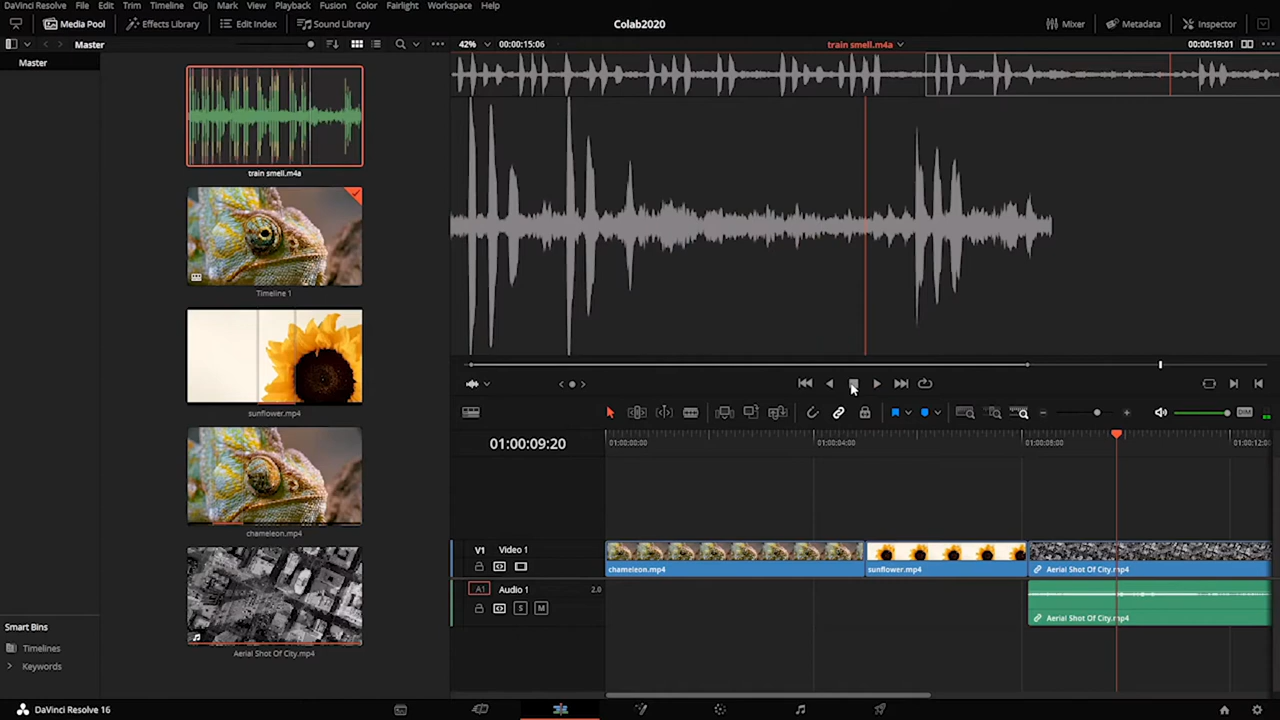 DaVinci Resolve File Edit Trim Timeline Clip Mark View Playback Fusion Color Fairlight Workspace Help
Media Pool Effects Library Edit Index Sound Library Colab2020 Mixer Metadata Inspector
Master 42% 00:00:15:06 train smell.m4a 00:00:19:01
Master
train smell.m4a
Timeline 1
sunflower.mp4
chameleon.mp4
Aerial Shot Of City.mp4
Smart Bins
Timelines
Keywords
DIM
01:00:09:20 01:00:00:00 01:00:04:00 01:00:08:00 01:00:12:00
V1 Video 1
chameleon.mp4 sunflower.mp4 Aerial Shot Of City.mp4
A1 Audio 1 2.0
S M
Aerial Shot Of City.mp4
DaVinci Resolve 16